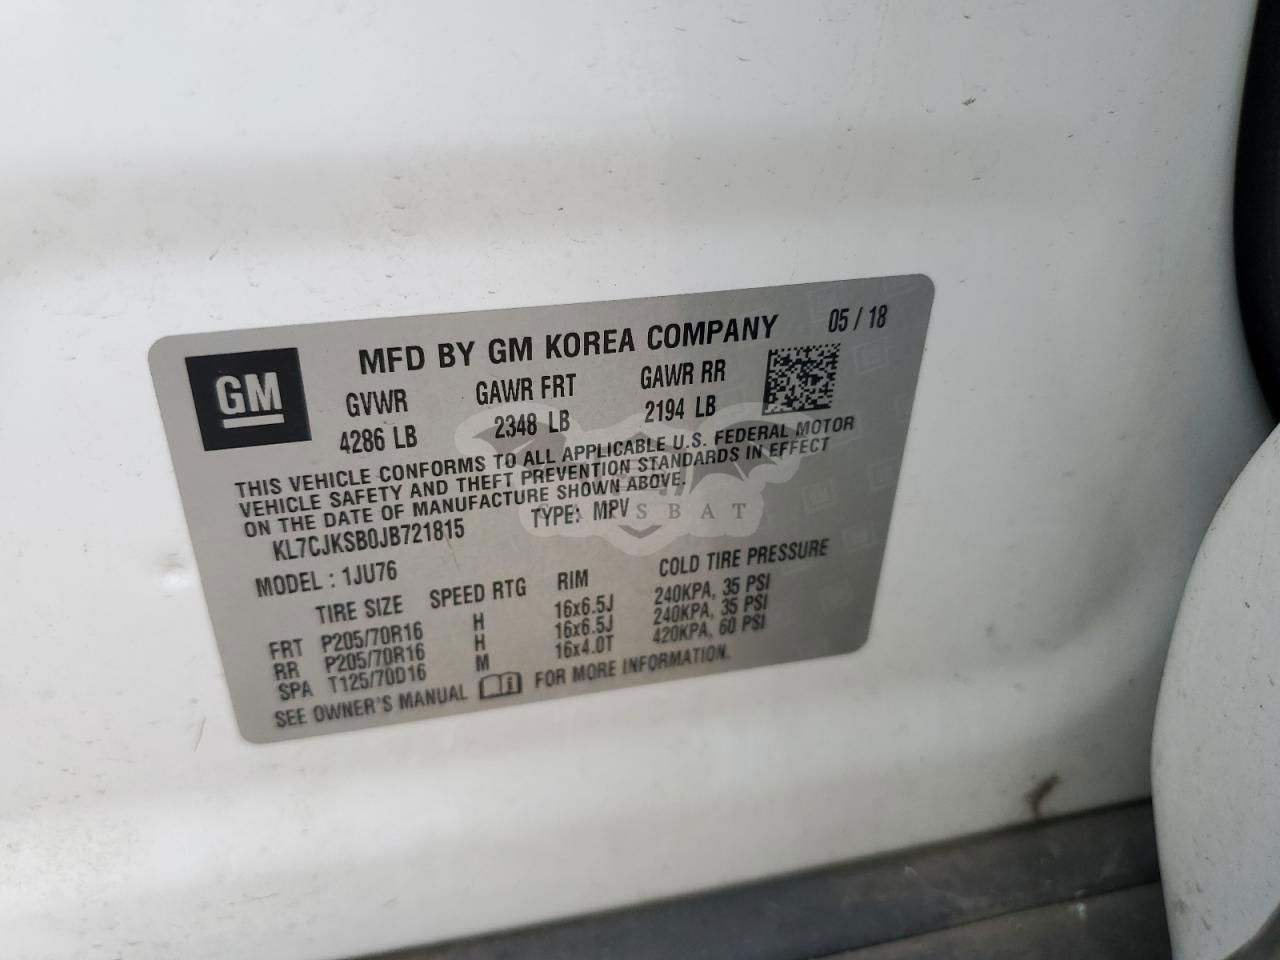 GM
MFD BY GM KOREA COMPANY 05 / 18
GVWR GAWR FRT GAWR RR
4286 LB 2348 LB 2194 LB
THIS VEHICLE CONFORMS TO ALL APPLICABLE U.S. FEDERAL MOTOR
VEHICLE SAFETY AND THEFT PREVENTION STANDARDS IN EFFECT
ON THE DATE OF MANUFACTURE SHOWN ABOVE.
KL7CJKSB0JB721815 TYPE: MPV
MODEL : 1JU76
TIRE SIZE SPEED RTG RIM COLD TIRE PRESSURE
FRT P205/70R16 H 16x6.5J 240KPA, 35 PSI
RR P205/70R16 H 16x6.5J 240KPA, 35 PSI
SPA T125/70D16 M 16x4.0T 420KPA, 60 PSI
SEE OWNER'S MANUAL FOR MORE INFORMATION.